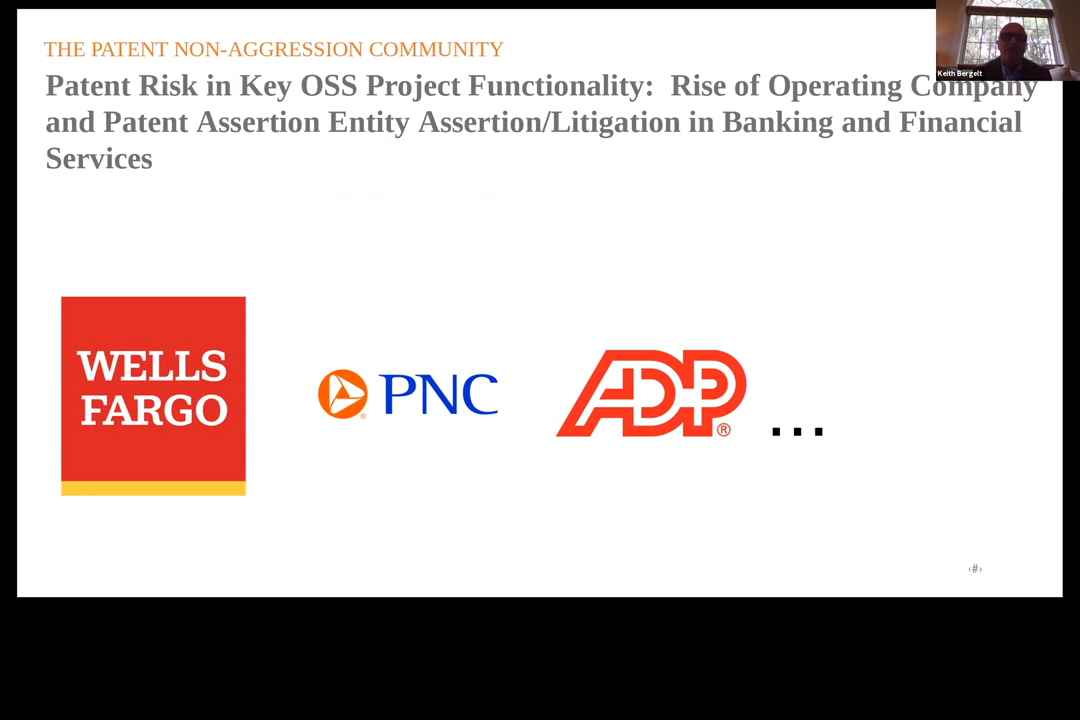 THE PATENT NON-AGGRESSION COMMUNITY
Keith Bergelt
Patent Risk in Key OSS Project Functionality: Rise of Operating Company
and Patent Assertion Entity Assertion/Litigation in Banking and Financial
Services
WELLS
FARGO
PNC
ADP
®
...
‹#›